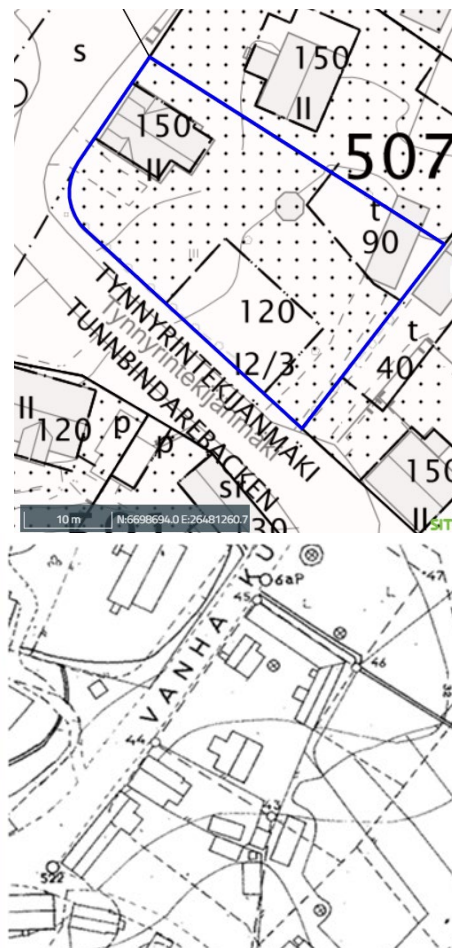 s
150
II
150
II
507
t
90
120
I2/3
t
40
TYNNYRINTEKIJÄNMÄKI
Tynnyrintekijänmäki
TUNNBINDAREBACKEN
II
120
p
p
150
II
10 m
N:6698694.0 E:26481260.7
6aP
45
47
46
VANHA
44
43
522